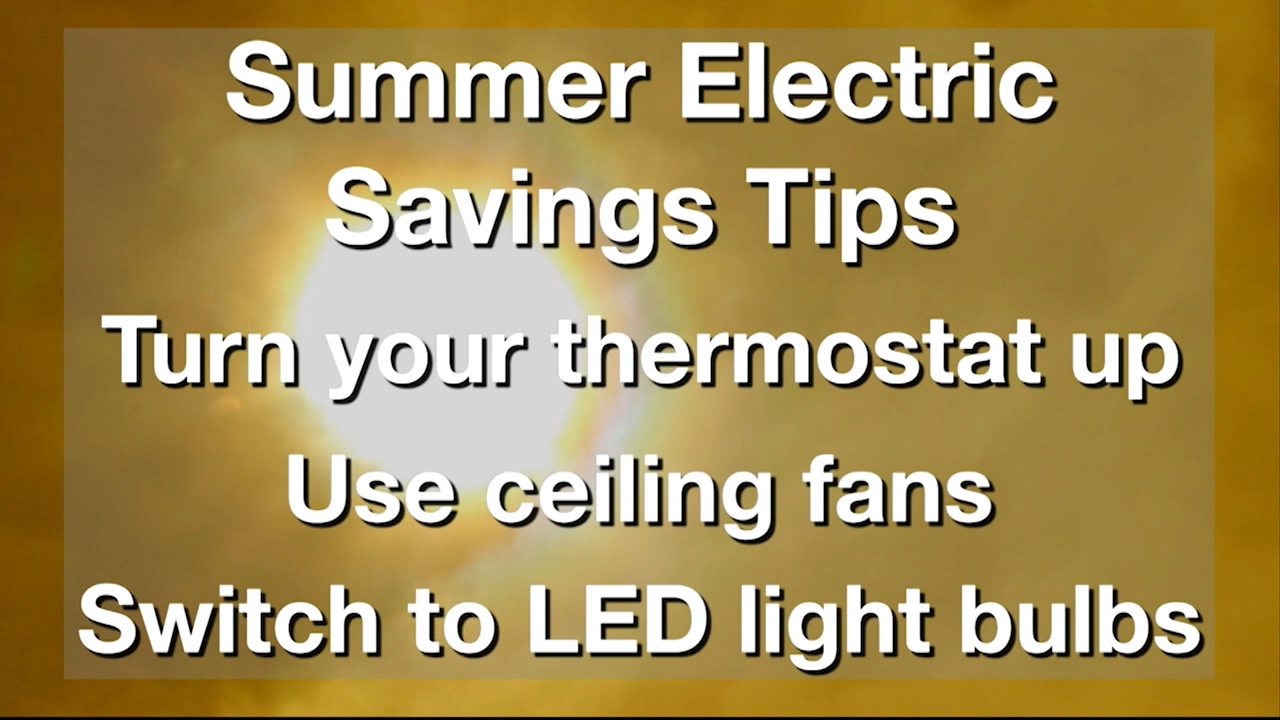 Summer Electric
Savings Tips
Turn your thermostat up
Use ceiling fans
Switch to LED light bulbs